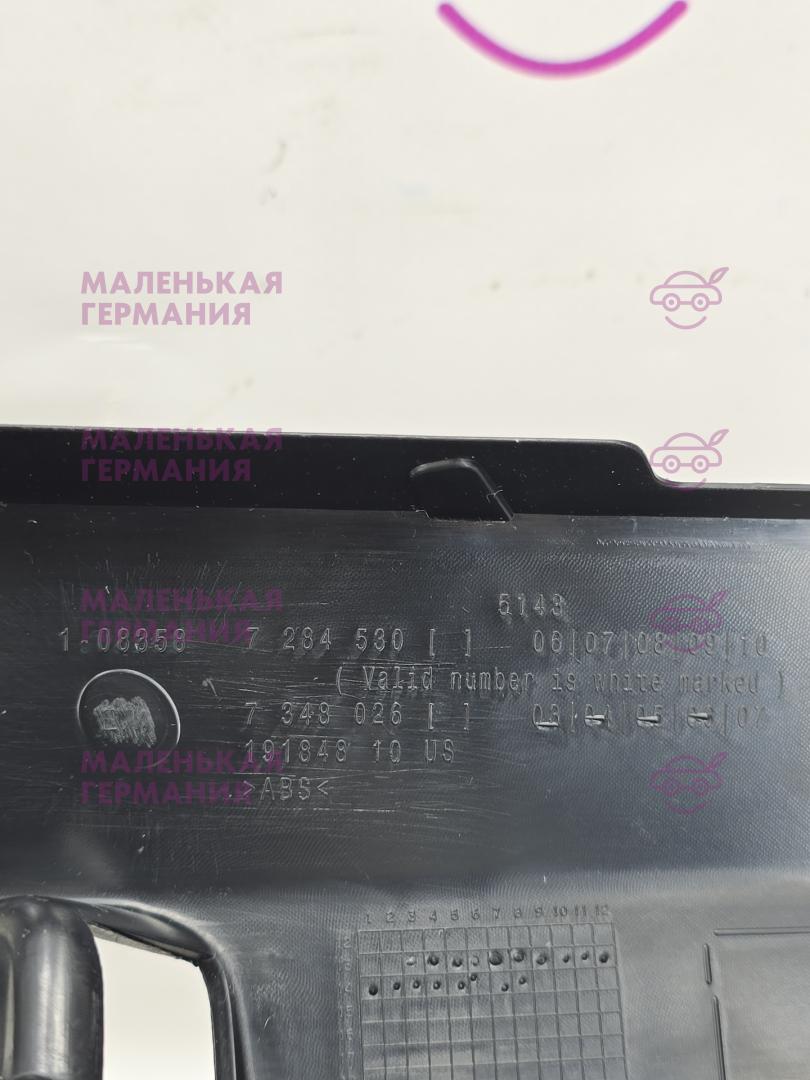 МАЛЕНЬКАЯ
ГЕРМАНИЯ
МАЛЕНЬКАЯ
ГЕРМАНИЯ
МАЛЕНЬКАЯ
ГЕРМАНИЯ
5143
1 08358 7 284 530 [ ] 06|07|08|09|10
( Valid number is white marked )
7 348 026 [ ] 03|04|05|06|07
191848 10 US
МАЛЕНЬКАЯ
ГЕРМАНИЯ
>ABS<
1 2 3 4 5 6 7 8 9 10 11 12